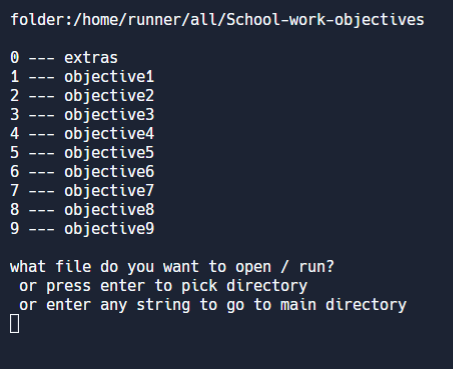 folder:/home/runner/all/School-work-objectives
0 --- extras
1 --- objective1
2 --- objective2
3 --- objective3
4 --- objective4
5 --- objective5
6 --- objective6
7 --- objective7
8 --- objective8
9 --- objective9
what file do you want to open / run?
or press enter to pick directory
or enter any string to go to main directory